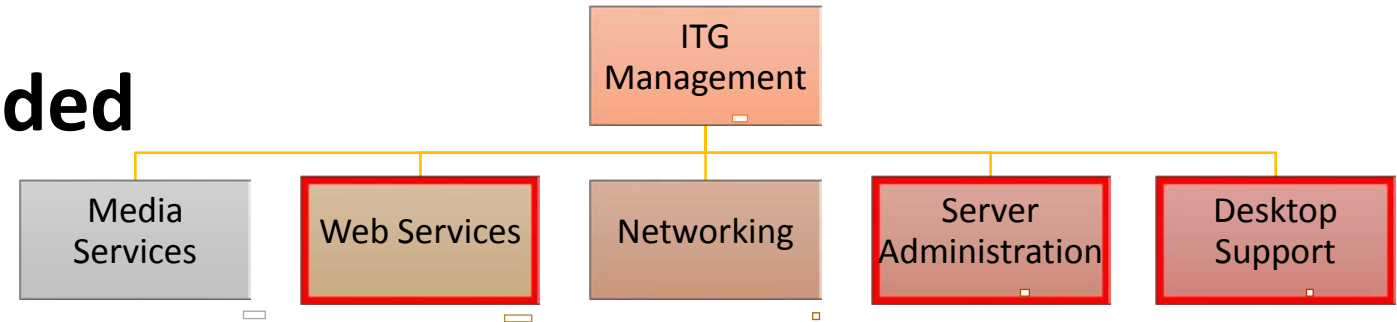 ITG
Management
ded
Media
Services
Web Services
Networking
Server
Administration
Desktop
Support